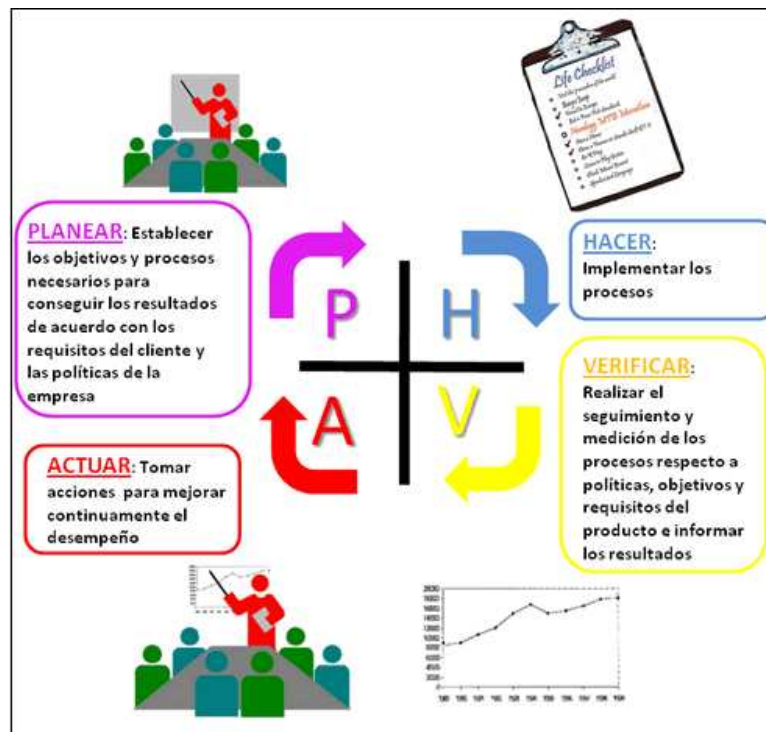 Life Checklist
PLANEAR: Establecer
los objetivos y procesos
necesarios para
conseguir los resultados
de acuerdo con los
requisitos del cliente y
las políticas de la
empresa
P
H
HACER:
Implementar los
procesos
A
V
VERIFICAR:
Realizar el
seguimiento y
medición de los
procesos respecto a
políticas, objetivos y
requisitos del
producto e informar
los resultados
ACTUAR: Tomar
acciones para mejorar
continuamente el
desempeño